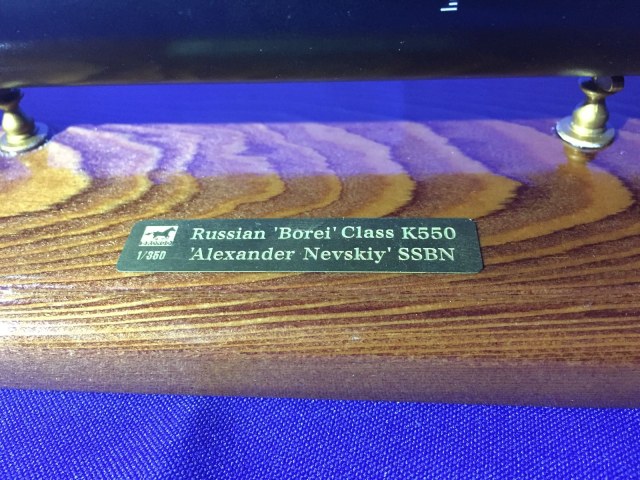 Russian 'Borei' Class K550
1/350 'Alexander Nevskiy' SSBN